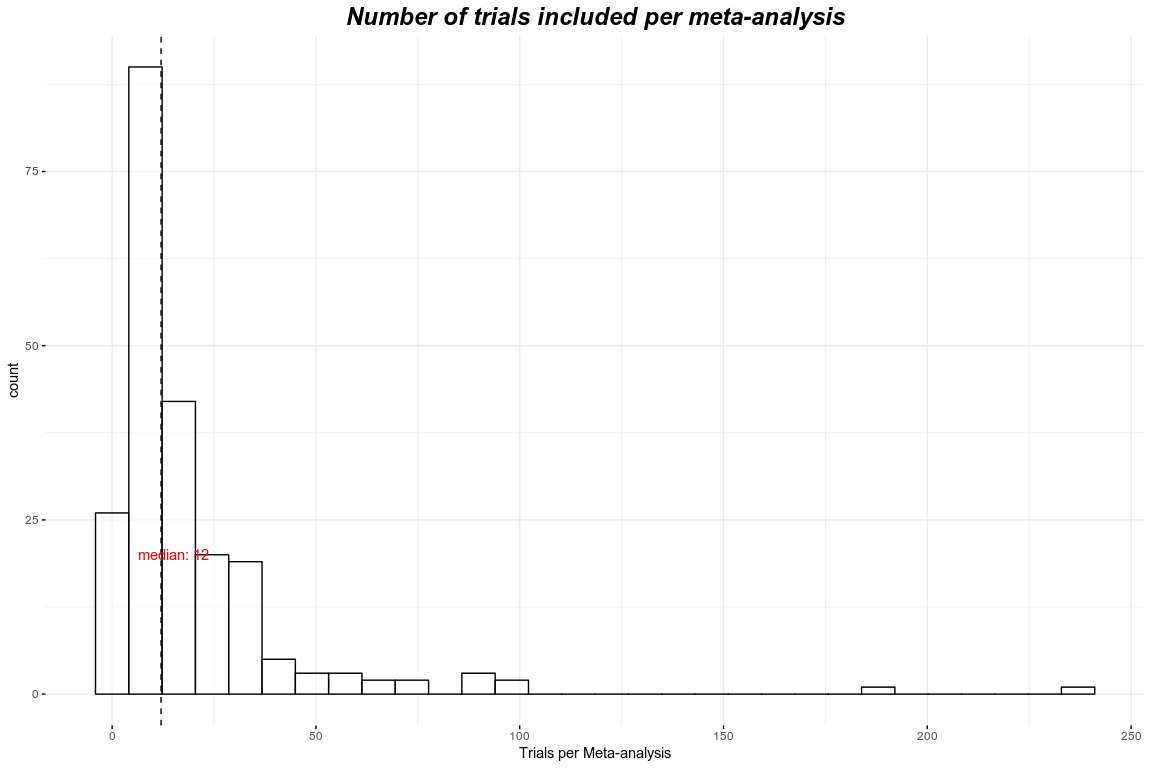 Number of trials included per meta-analysis
75
50
25
0
count
median: 12
0 50 100 150 200 250
Trials per Meta-analysis